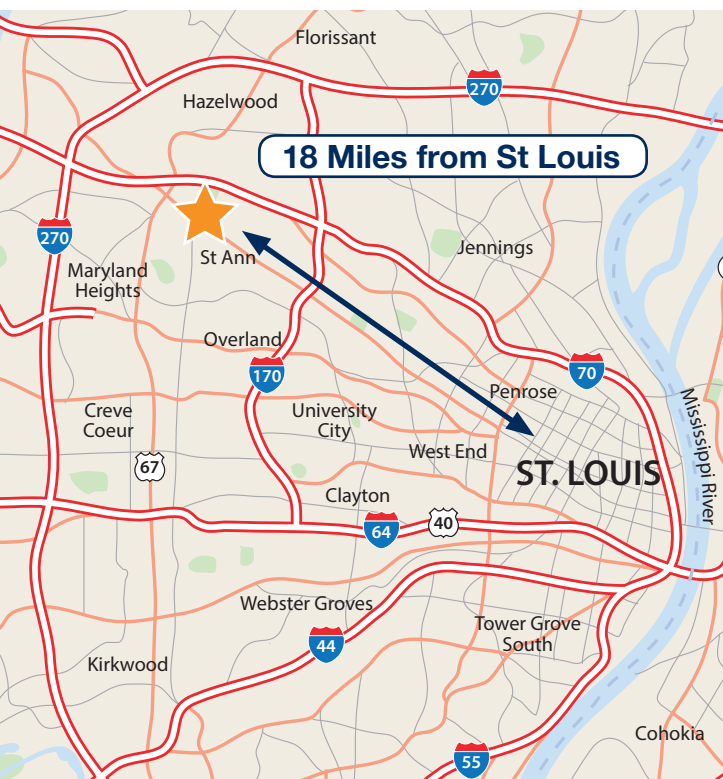 Florissant
270
Hazelwood
18 Miles from St Louis
270
Jennings
St Ann
Maryland
Heights
Overland
170
70
Penrose
Creve
Coeur
University
City
Mississippi River
West End
67
ST. LOUIS
Clayton
64
40
Webster Groves
Tower Grove
South
44
Kirkwood
Cohokia
55